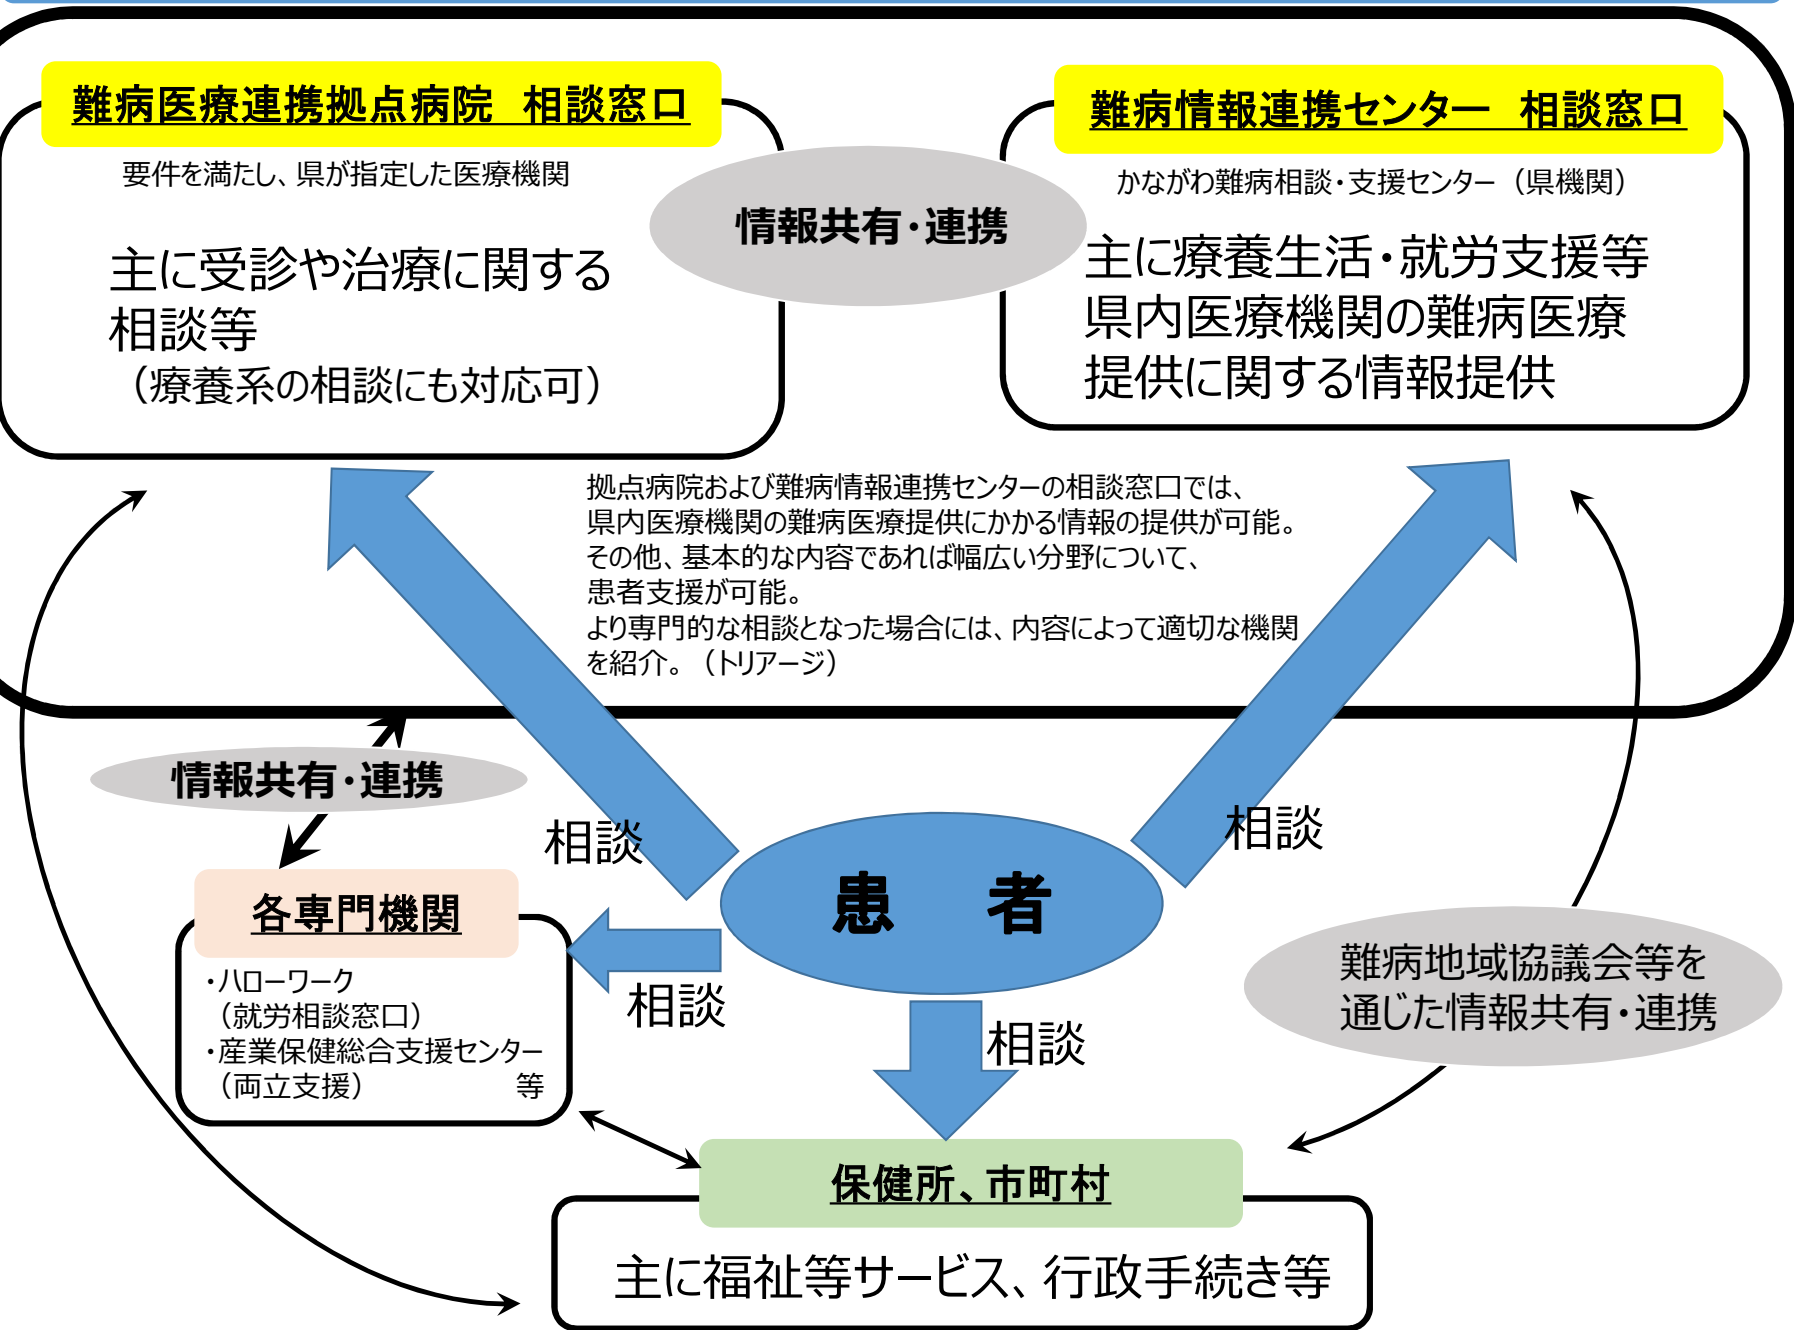 難病医療連携拠点病院　相談窓口
要件を満たし、県が指定した医療機関
主に受診や治療に関する
相談等
（療養系の相談にも対応可）
情報共有・連携
難病情報連携センター　相談窓口
かながわ難病相談・支援センター（県機関）
主に療養生活・就労支援等
県内医療機関の難病医療
提供に関する情報提供
拠点病院および難病情報連携センターの相談窓口では、
県内医療機関の難病医療提供にかかる情報の提供が可能。
その他、基本的な内容であれば幅広い分野について、
患者支援が可能。
より専門的な相談となった場合には、内容によって適切な機関
を紹介。（トリアージ）
情報共有・連携
相談
相談
患　者
各専門機関
・ハローワーク
（就労相談窓口）
・産業保健総合支援センター
（両立支援）　　　　　等
相談
相談
難病地域協議会等を
通じた情報共有・連携
保健所、市町村
主に福祉等サービス、行政手続き等